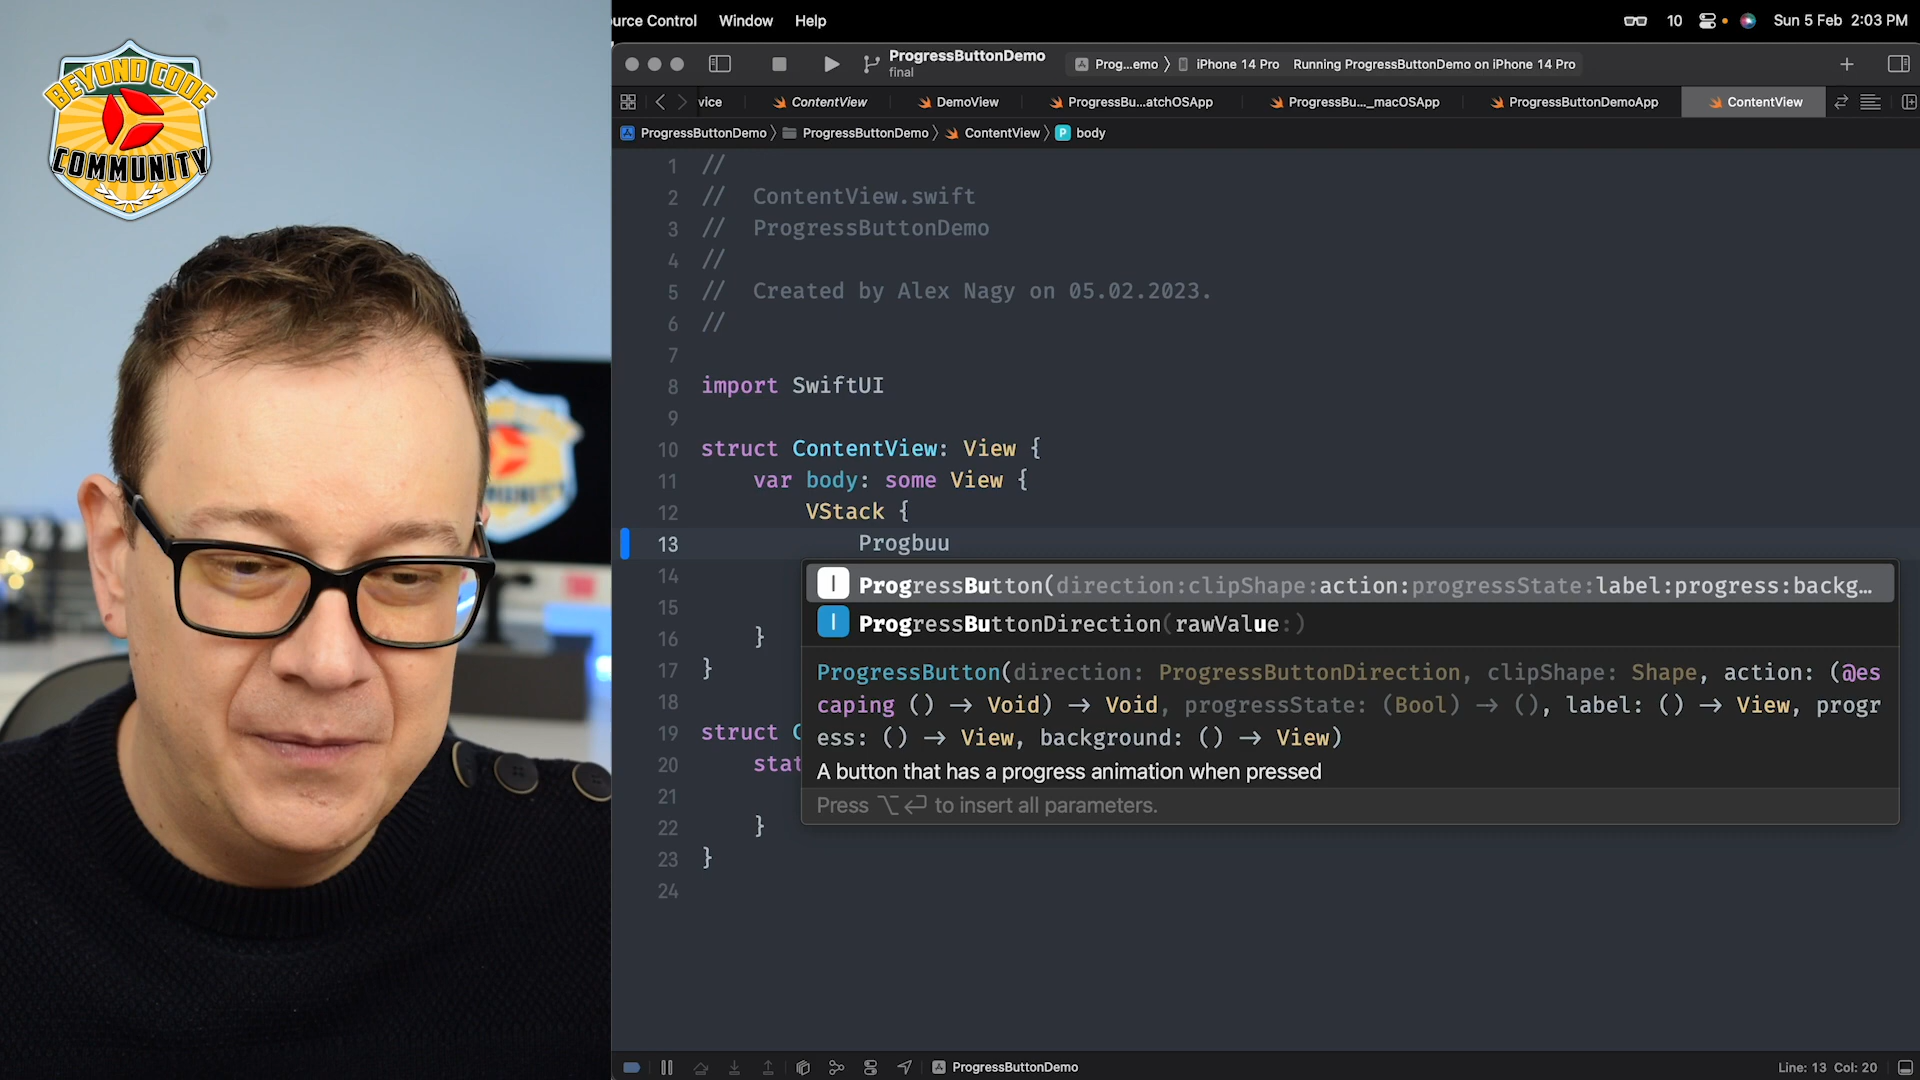 BEYOND CODE
COMMUNITY
ource Control Window Help
10 Sun 5 Feb 2:03 PM
ProgressButtonDemo
final
Prog…emo 〉 iPhone 14 Pro Running ProgressButtonDemo on iPhone 14 Pro
vice ContentView DemoView ProgressBu…atchOSApp ProgressBu…_macOSApp ProgressButtonDemoApp ContentView
ProgressButtonDemo 〉 ProgressButtonDemo 〉 ContentView 〉 P body
1 //
2 // ContentView.swift
3 // ProgressButtonDemo
4 //
5 // Created by Alex Nagy on 05.02.2023.
6 //
7
8 import SwiftUI
9
10 struct ContentView: View {
11 var body: some View {
12 VStack {
13 Progbuu
14
I ProgressButton(direction:clipShape:action:progressState:label:progress:backg…
15
I ProgressButtonDirection(rawValue:)
16 }
17 }
ProgressButton(direction: ProgressButtonDirection, clipShape: Shape, action: (@es
18
caping () -> Void) -> Void, progressState: (Bool) -> (), label: () -> View, progr
19 struct C
ess: () -> View, background: () -> View)
20 stat
A button that has a progress animation when pressed
21
Press ⌥⏎ to insert all parameters.
22 }
23 }
24
ProgressButtonDemo
Line: 13 Col: 20